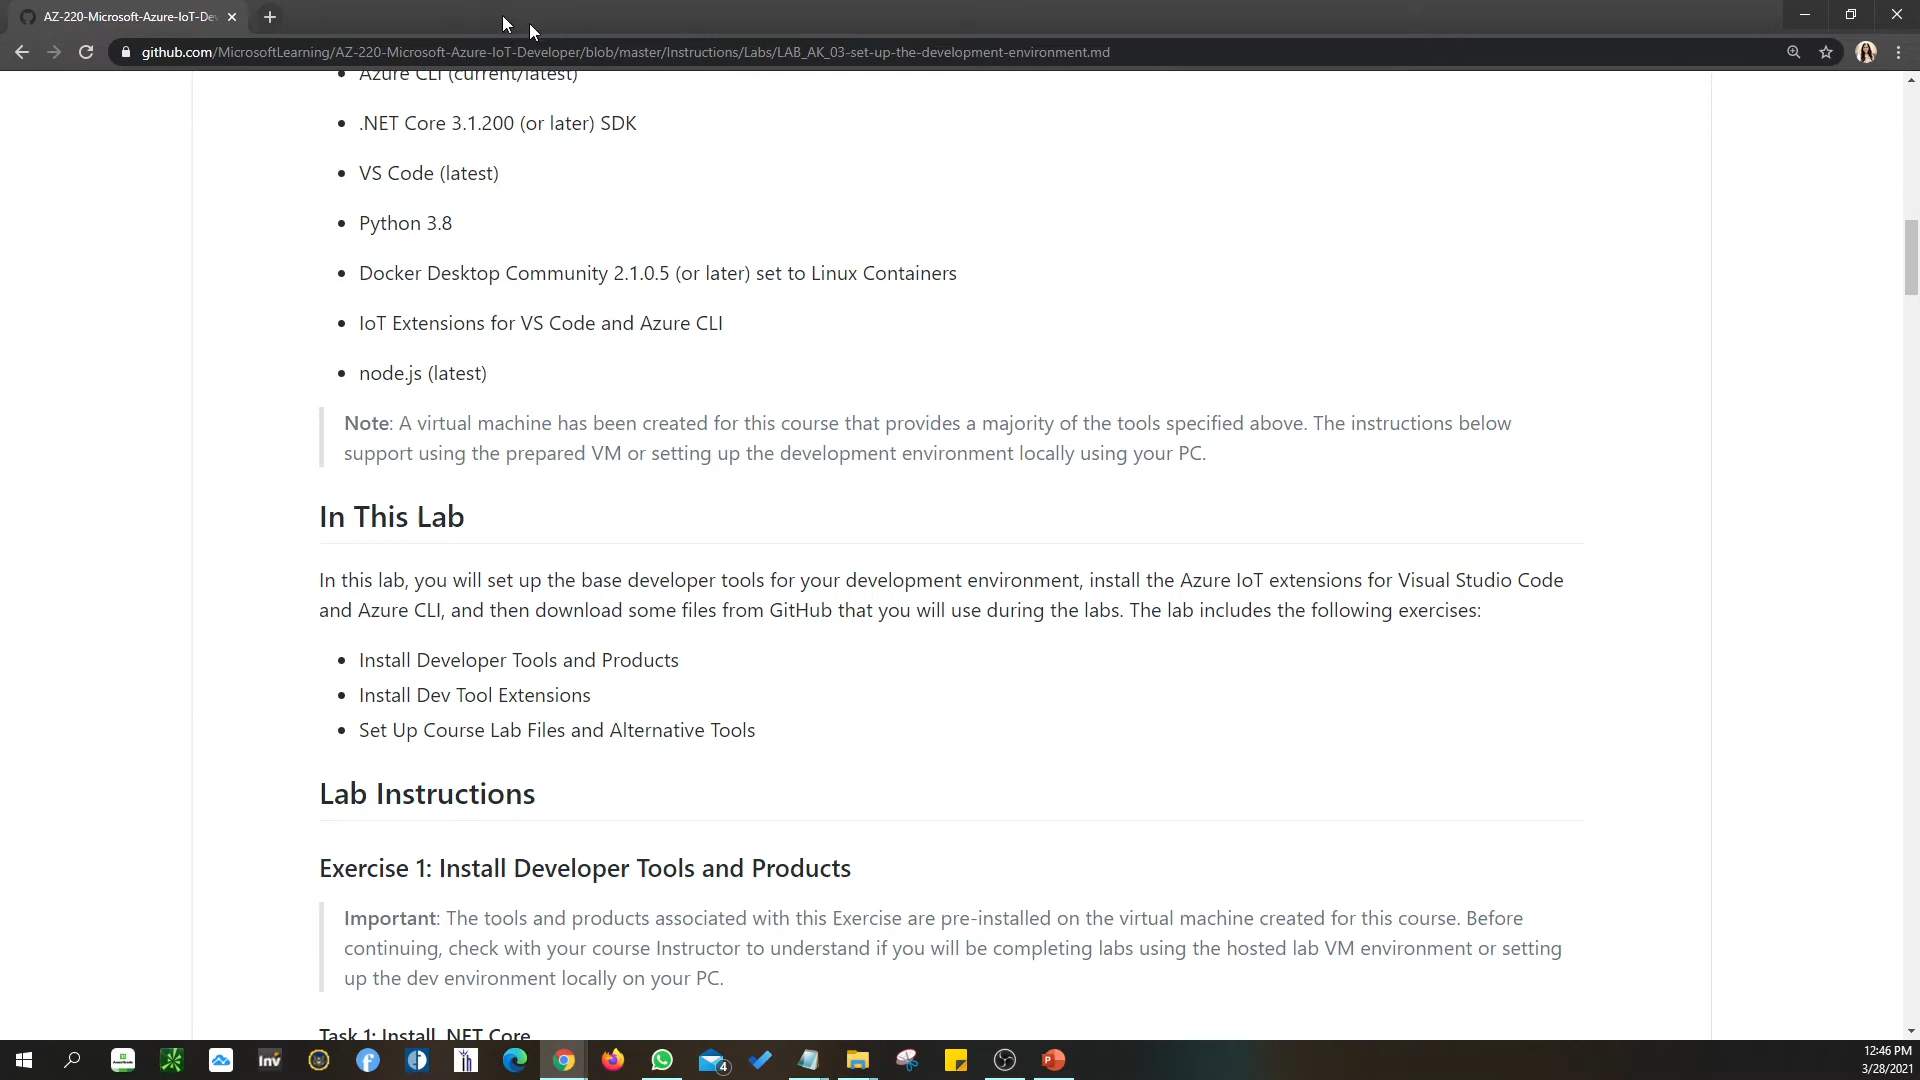 AZ-220-Microsoft-Azure-IoT-De
github.com/MicrosoftLearning/AZ-220-Microsoft-Azure-IoT-Developer/blob/master/Instructions/Labs/LAB_AK_03-set-up-the-development-environment.md
Azure CLI (current/latest)
.NET Core 3.1.200 (or later) SDK
VS Code (latest)
Python 3.8
Docker Desktop Community 2.1.0.5 (or later) set to Linux Containers
IoT Extensions for VS Code and Azure CLI
node.js (latest)
Note: A virtual machine has been created for this course that provides a majority of the tools specified above. The instructions below
support using the prepared VM or setting up the development environment locally using your PC.
In This Lab
In this lab, you will set up the base developer tools for your development environment, install the Azure IoT extensions for Visual Studio Code
and Azure CLI, and then download some files from GitHub that you will use during the labs. The lab includes the following exercises:
Install Developer Tools and Products
Install Dev Tool Extensions
Set Up Course Lab Files and Alternative Tools
Lab Instructions
Exercise 1: Install Developer Tools and Products
Important: The tools and products associated with this Exercise are pre-installed on the virtual machine created for this course. Before
continuing, check with your course Instructor to understand if you will be completing labs using the hosted lab VM environment or setting
up the dev environment locally on your PC.
Task 1: Install .NET Core
Inv
4
12:46 PM
3/28/2021